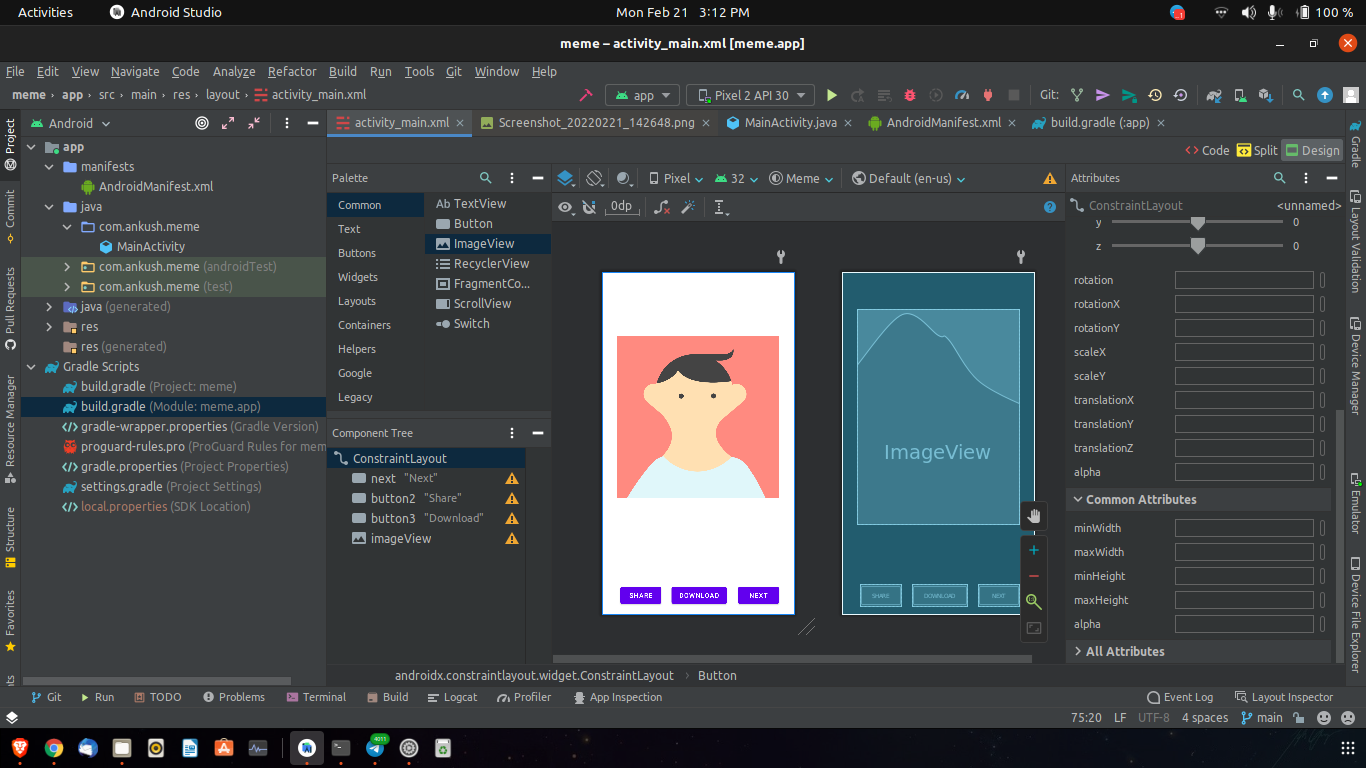 Activities Android Studio Mon Feb 21 3:12 PM 100 %
meme – activity_main.xml [meme.app]
File Edit View Navigate Code Analyze Refactor Build Run Tools Git Window Help
meme › app › src › main › res › layout › activity_main.xml app Pixel 2 API 30 Git:
Project
Commit
Pull Requests
Resource Manager
Structure
Favorites
Android
app
manifests
AndroidManifest.xml
java
com.ankush.meme
MainActivity
com.ankush.meme (androidTest)
com.ankush.meme (test)
java (generated)
res
res (generated)
Gradle Scripts
build.gradle (Project: meme)
build.gradle (Module: meme.app)
gradle-wrapper.properties (Gradle Version)
proguard-rules.pro (ProGuard Rules for mem
gradle.properties (Project Properties)
settings.gradle (Project Settings)
local.properties (SDK Location)
activity_main.xml Screenshot_20220221_142648.png MainActivity.java AndroidManifest.xml build.gradle (:app)
Code Split Design
Palette
Common
Text
Buttons
Widgets
Layouts
Containers
Helpers
Google
Legacy
Ab TextView
Button
ImageView
RecyclerView
FragmentCo...
ScrollView
Switch
Component Tree
ConstraintLayout
next "Next"
button2 "Share"
button3 "Download"
imageView
Pixel 32 Meme Default (en-us)
0dp
SHARE DOWNLOAD NEXT
ImageView
SHARE DOWNLOAD NEXT
Attributes
ConstraintLayout <unnamed>
y 0
z 0
rotation
rotationX
rotationY
scaleX
scaleY
translationX
translationY
translationZ
alpha
Common Attributes
minWidth
maxWidth
minHeight
maxHeight
alpha
All Attributes
Gradle
Layout Validation
Device Manager
Emulator
Device File Explorer
androidx.constraintlayout.widget.ConstraintLayout › Button
Git Run TODO Problems Terminal Build Logcat Profiler App Inspection Event Log Layout Inspector
75:20 LF UTF-8 4 spaces main
4011